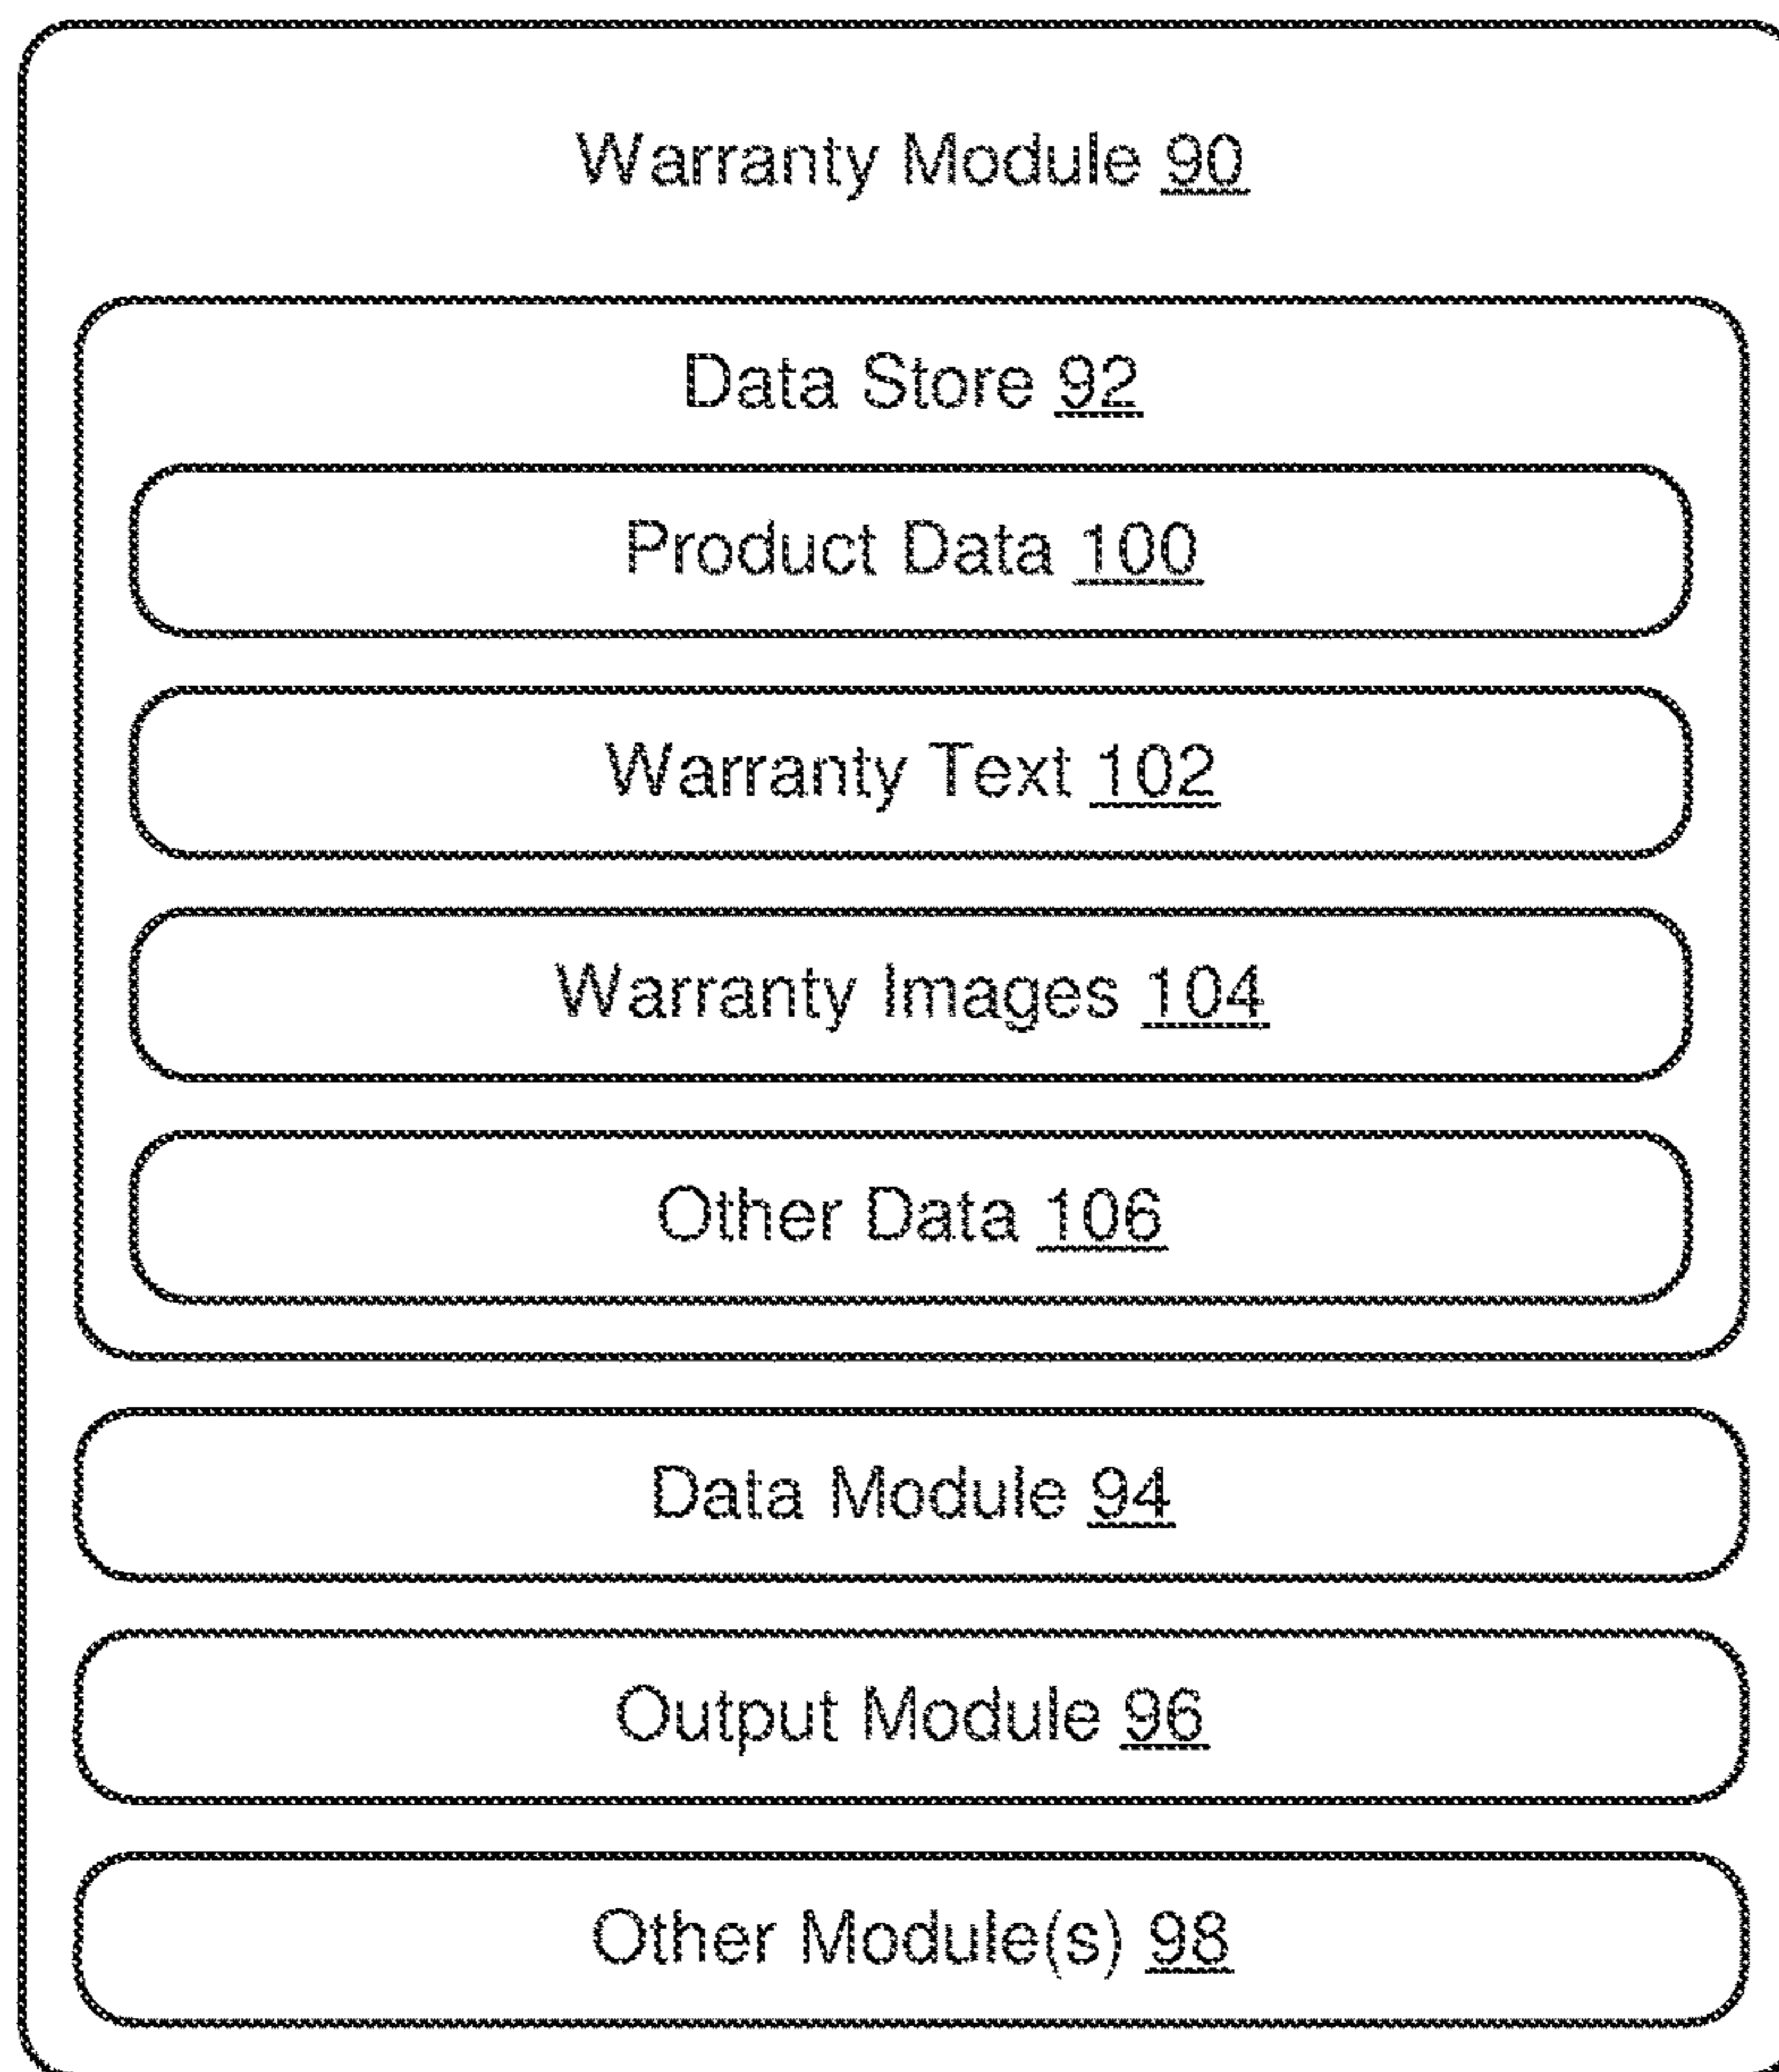 Warranty Module 90
Data Store 92
Product Data 100
Warranty Text 102
Warranty Images 104
Other Data 106
Data Module 94
Output Module 96
Other Module(s) 98